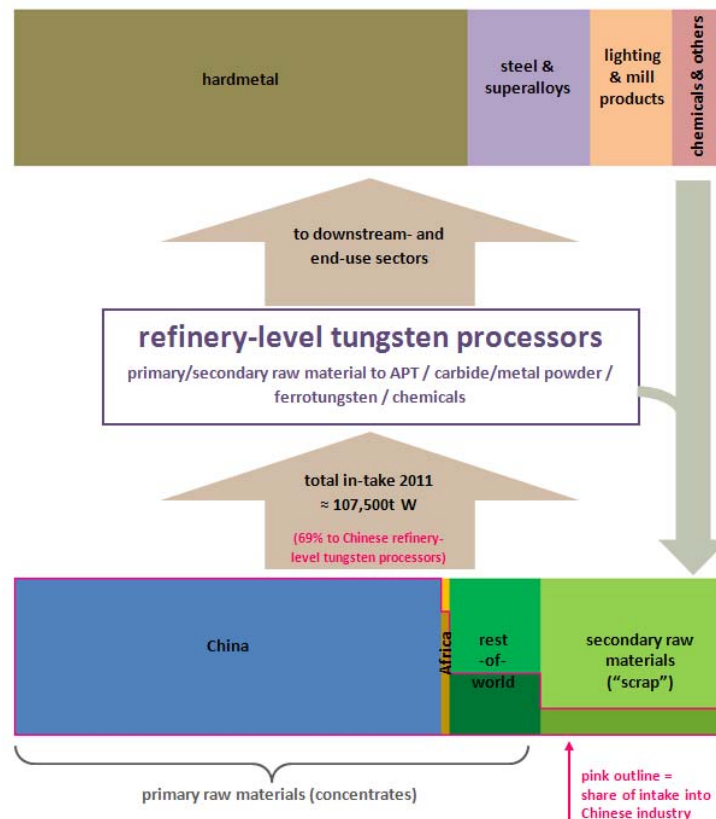 hardmetal
steel &
superalloys
lighting
& mill
products
chemicals & others
to downstream- and
end-use sectors
refinery-level tungsten processors
primary/secondary raw material to APT / carbide/metal powder /
ferrotungsten / chemicals
total in-take 2011
≈ 107,500t W
(69% to Chinese refinery-
level tungsten processors)
China
Africa
rest
-of-
world
secondary raw
materials
(“scrap”)
primary raw materials (concentrates)
pink outline =
share of intake into
Chinese industry